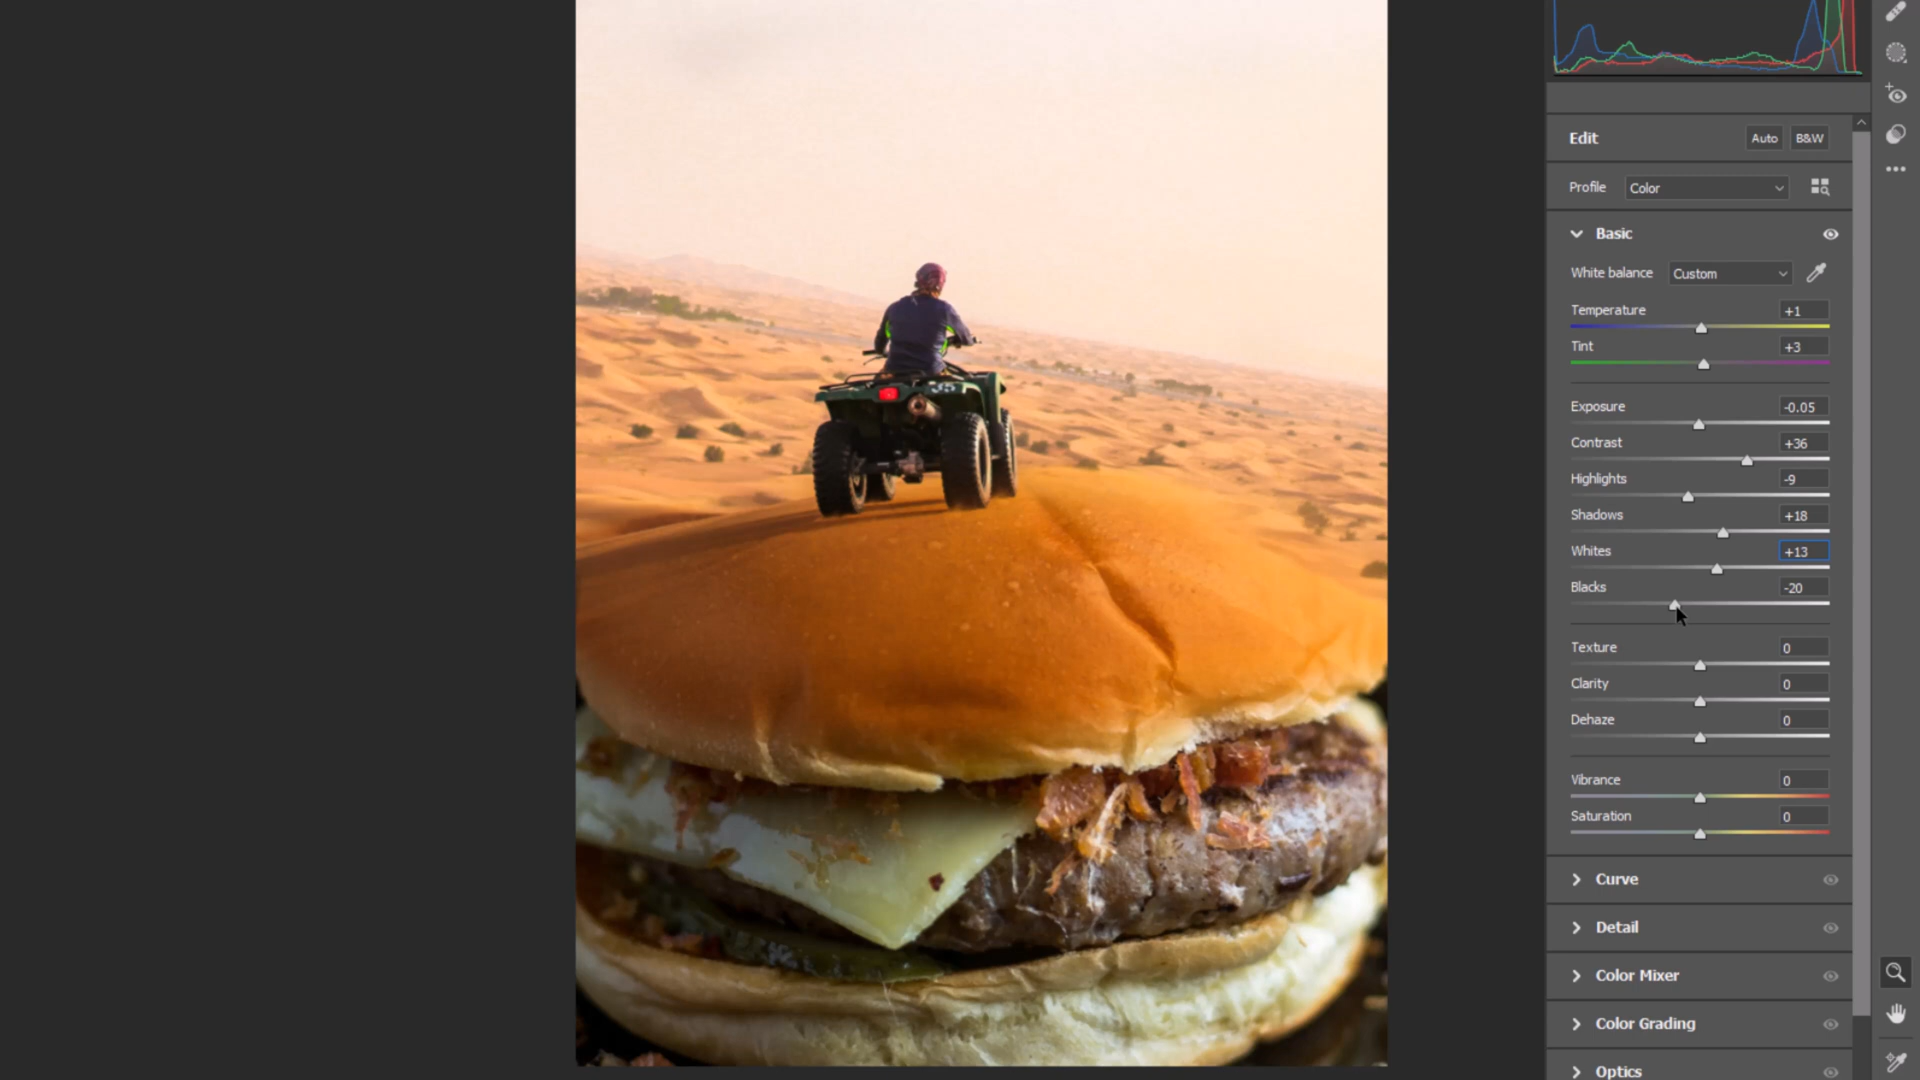 Edit Auto B&W
Profile Color
Basic
White balance Custom
Temperature +1
Tint +3
Exposure -0.05
Contrast +36
Highlights -9
Shadows +18
Whites +13
Blacks -20
Texture 0
Clarity 0
Dehaze 0
Vibrance 0
Saturation 0
Curve
Detail
Color Mixer
Color Grading
Optics